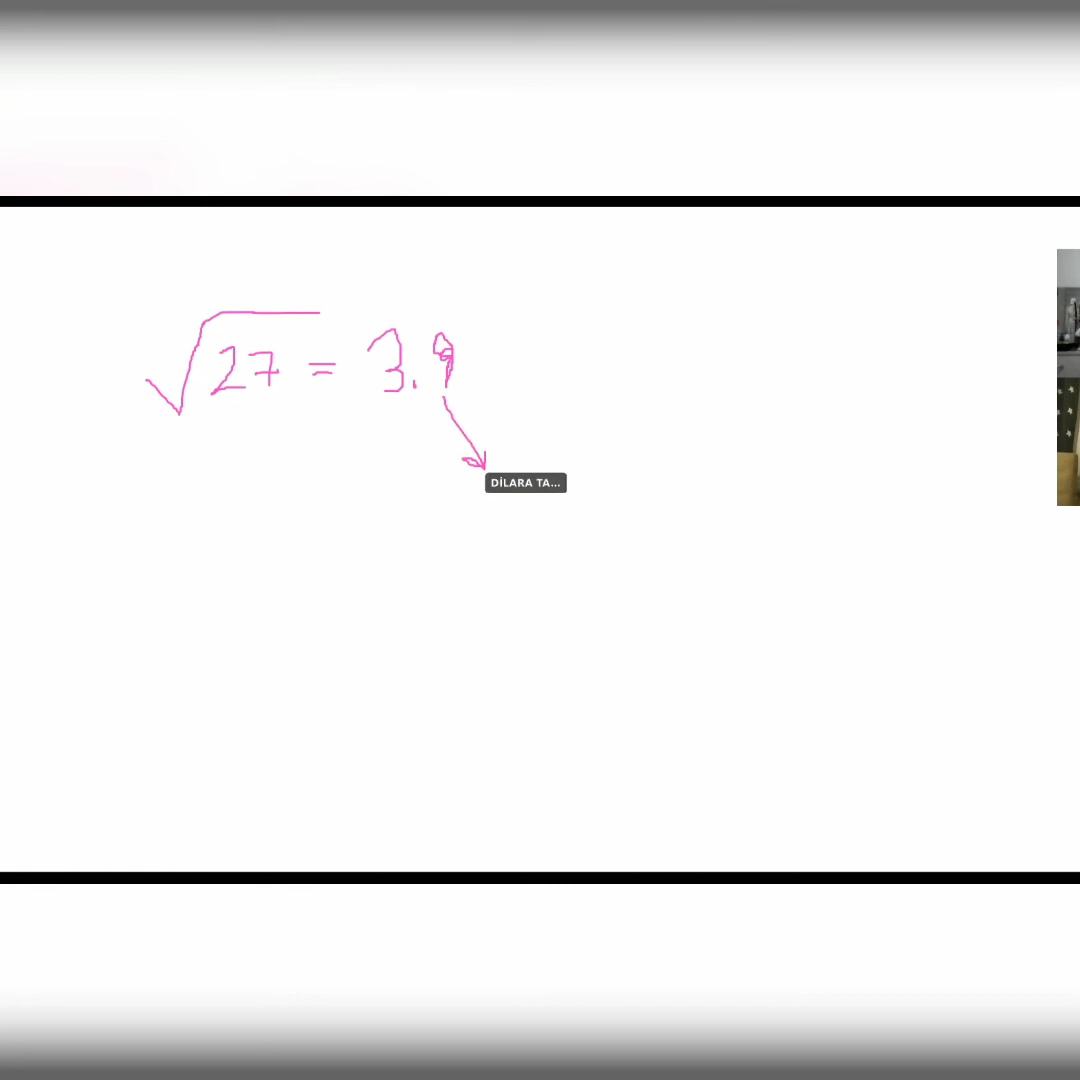 √27 = 3.9
DİLARA TA...